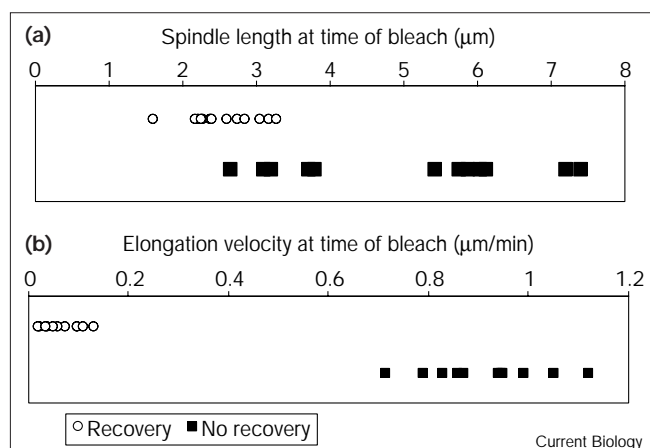 (a) Spindle length at time of bleach (μm)
0 1 2 3 4 5 6 7 8
(b) Elongation velocity at time of bleach (μm/min)
0 0.2 0.4 0.6 0.8 1 1.2
Recovery No recovery
Current Biology